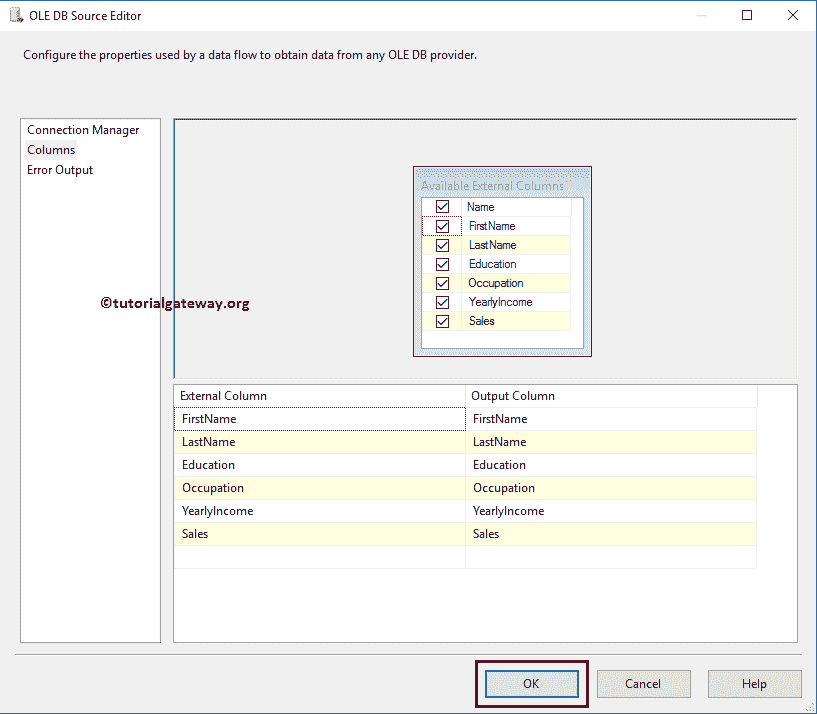 OLE DB Source Editor
Configure the properties used by a data flow to obtain data from any OLE DB provider.
Connection Manager
Columns
Error Output
Available External Columns
Name
FirstName
LastName
Education
Occupation
YearlyIncome
Sales
©tutorialgateway.org
External Column Output Column
FirstName FirstName
LastName LastName
Education Education
Occupation Occupation
YearlyIncome YearlyIncome
Sales Sales
OK Cancel Help